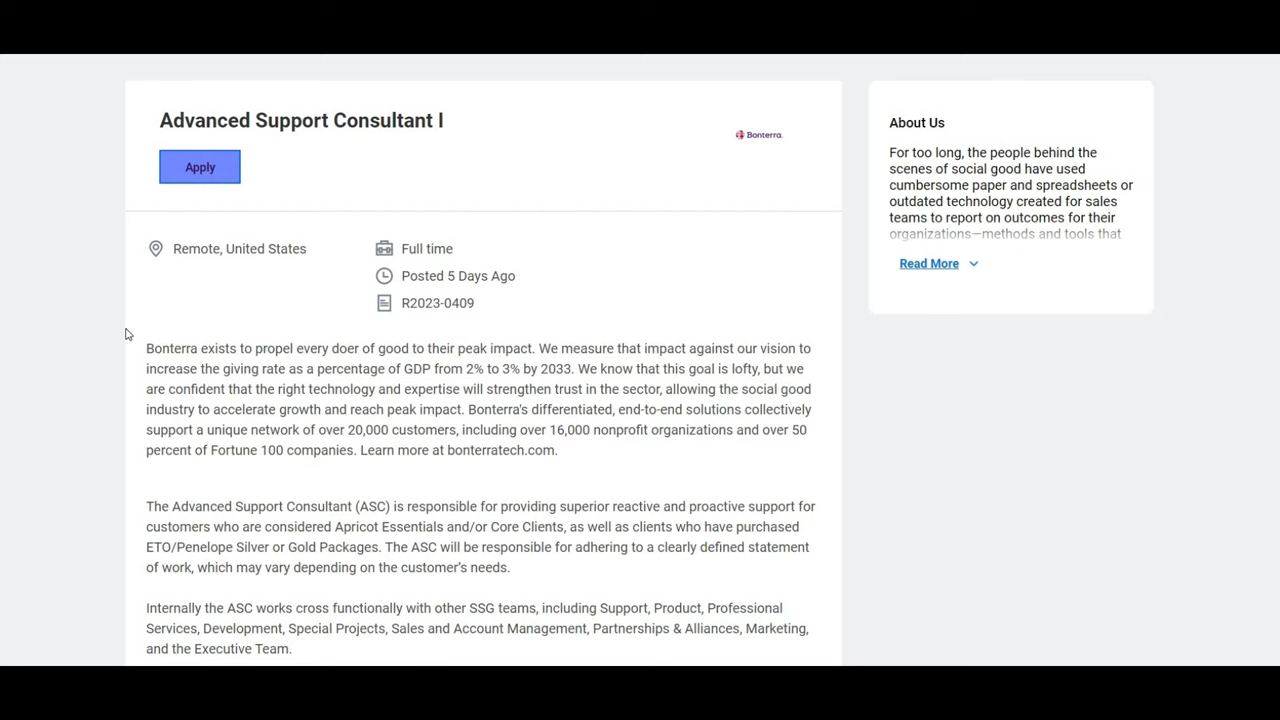 Advanced Support Consultant I
Bonterra.
Apply
Remote, United States
Full time
Posted 5 Days Ago
R2023-0409
Bonterra exists to propel every doer of good to their peak impact. We measure that impact against our vision to
increase the giving rate as a percentage of GDP from 2% to 3% by 2033. We know that this goal is lofty, but we
are confident that the right technology and expertise will strengthen trust in the sector, allowing the social good
industry to accelerate growth and reach peak impact. Bonterra's differentiated, end-to-end solutions collectively
support a unique network of over 20,000 customers, including over 16,000 nonprofit organizations and over 50
percent of Fortune 100 companies. Learn more at bonterratech.com.
The Advanced Support Consultant (ASC) is responsible for providing superior reactive and proactive support for
customers who are considered Apricot Essentials and/or Core Clients, as well as clients who have purchased
ETO/Penelope Silver or Gold Packages. The ASC will be responsible for adhering to a clearly defined statement
of work, which may vary depending on the customer's needs.
Internally the ASC works cross functionally with other SSG teams, including Support, Product, Professional
Services, Development, Special Projects, Sales and Account Management, Partnerships & Alliances, Marketing,
and the Executive Team.
About Us
For too long, the people behind the
scenes of social good have used
cumbersome paper and spreadsheets or
outdated technology created for sales
teams to report on outcomes for their
organizations—methods and tools that
Read More